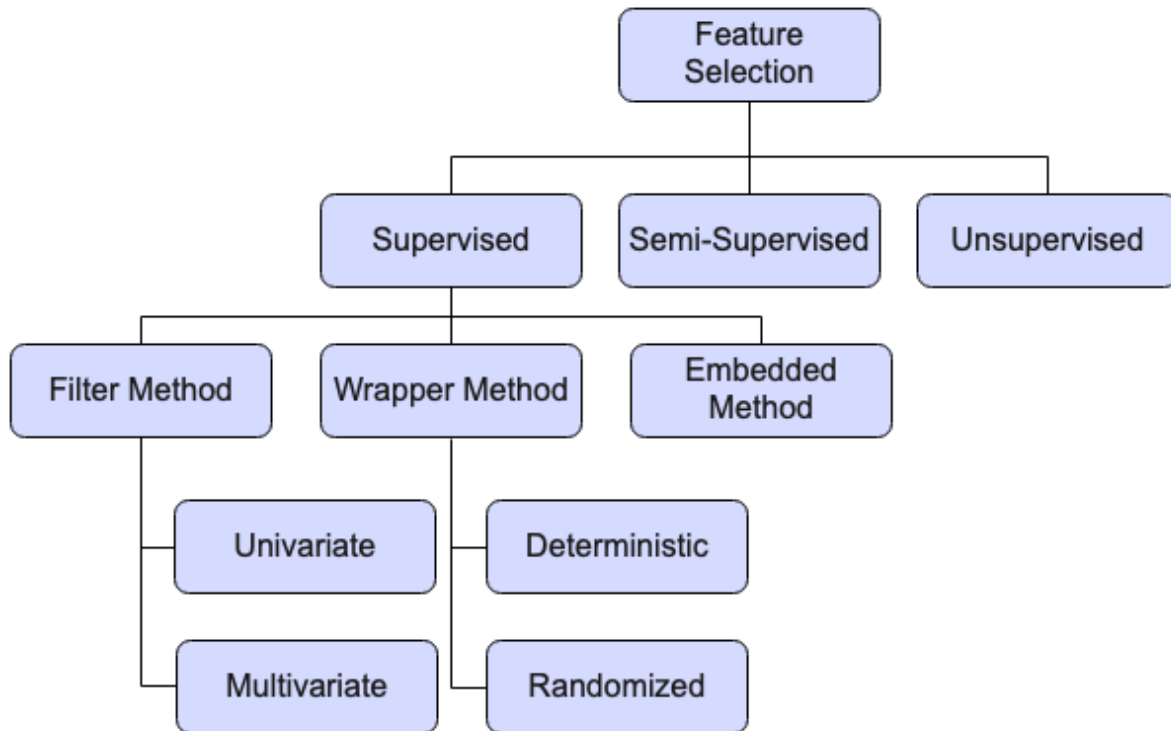 Feature
Selection
Supervised
Semi-Supervised
Unsupervised
Filter Method
Wrapper Method
Embedded
Method
Univariate
Deterministic
Multivariate
Randomized